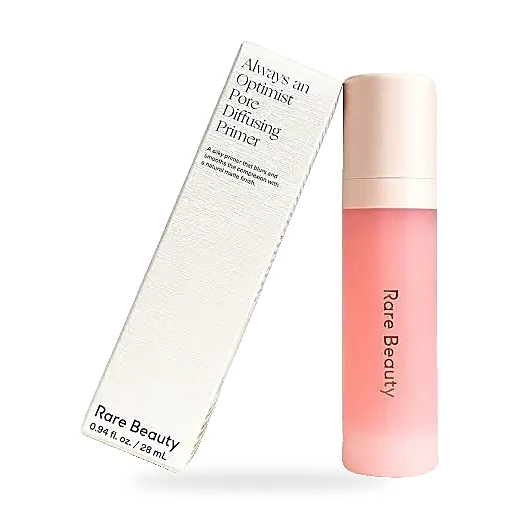 Always an
Optimist
Pore
Diffusing
Primer
A silky primer that blurs and
smooths the complexion with
a natural matte finish.
Rare Beauty
0.94 fl. oz. / 28 mL
Rare Beauty